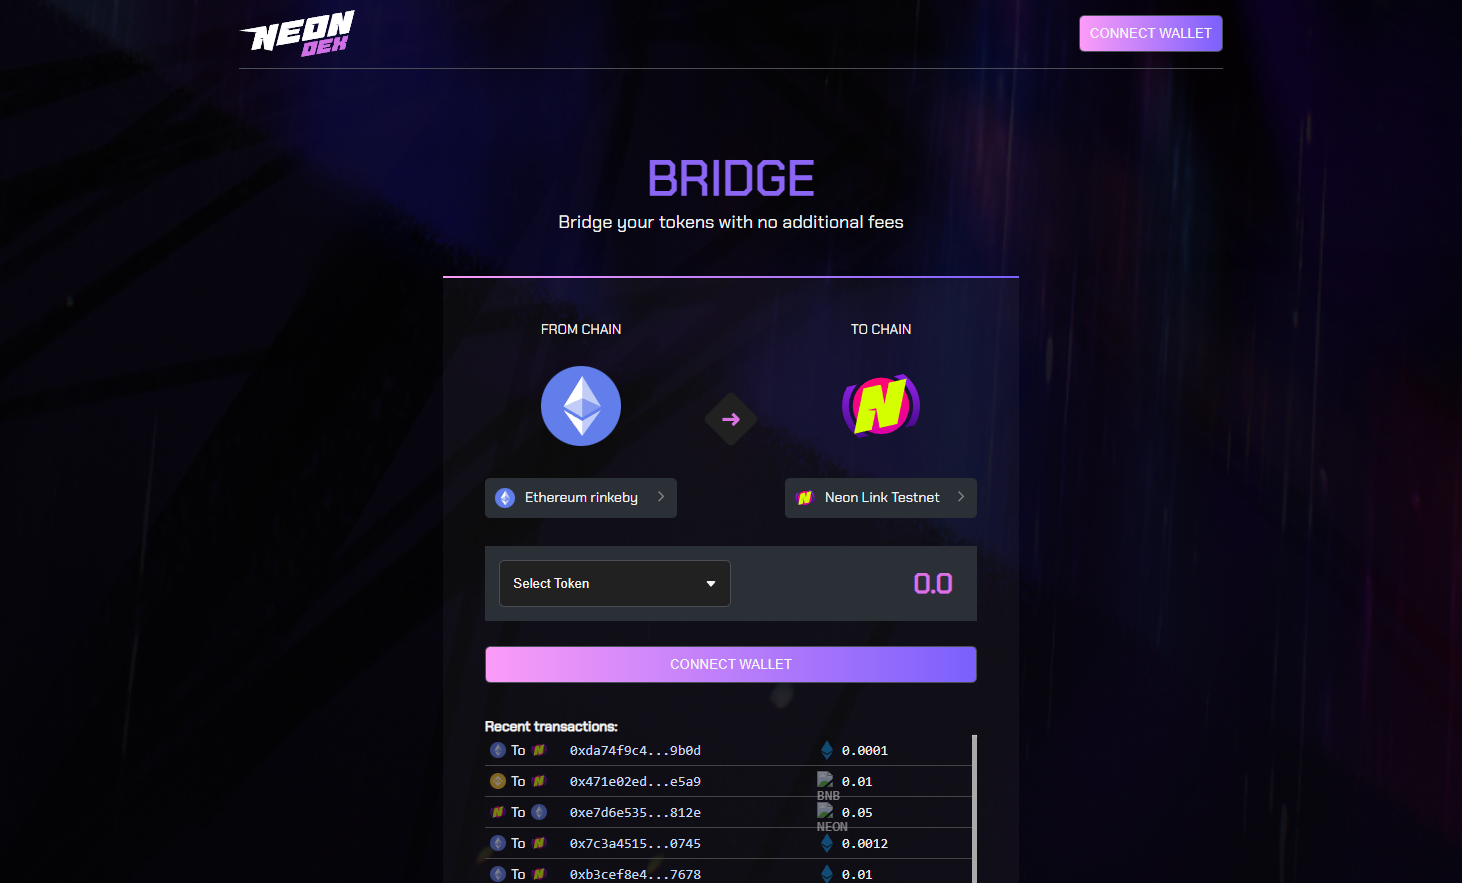 NEON
DEX
CONNECT WALLET
BRIDGE
Bridge your tokens with no additional fees
FROM CHAIN
TO CHAIN
Ethereum rinkeby
Neon Link Testnet
Select Token
0.0
CONNECT WALLET
Recent transactions:
To 0xda74f9c4...9b0d 0.0001
To 0x471e02ed...e5a9 BNB 0.01
To 0xe7d6e535...812e NEON 0.05
To 0x7c3a4515...0745 0.0012
To 0xb3cef8e4...7678 0.01